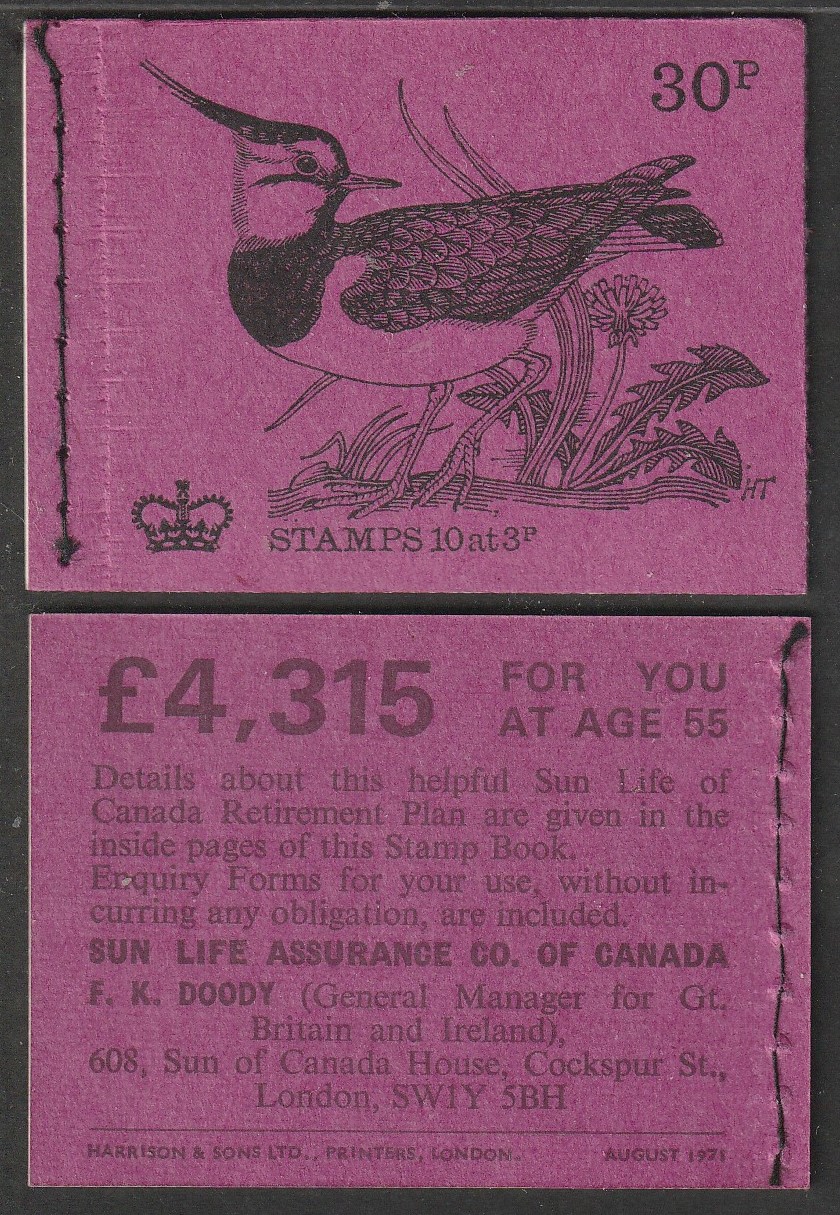 30P
HT
STAMPS 10 at 3P
£4,315 FOR YOU
AT AGE 55
Details about this helpful Sun Life of
Canada Retirement Plan are given in the
inside pages of this Stamp Book.
Enquiry Forms for your use, without in-
curring any obligation, are included.
SUN LIFE ASSURANCE CO. OF CANADA
F. K. DOODY (General Manager for Gt.
Britain and Ireland),
608, Sun of Canada House, Cockspur St.,
London, SW1Y 5BH
HARRISON & SONS LTD., PRINTERS, LONDON. AUGUST 1971